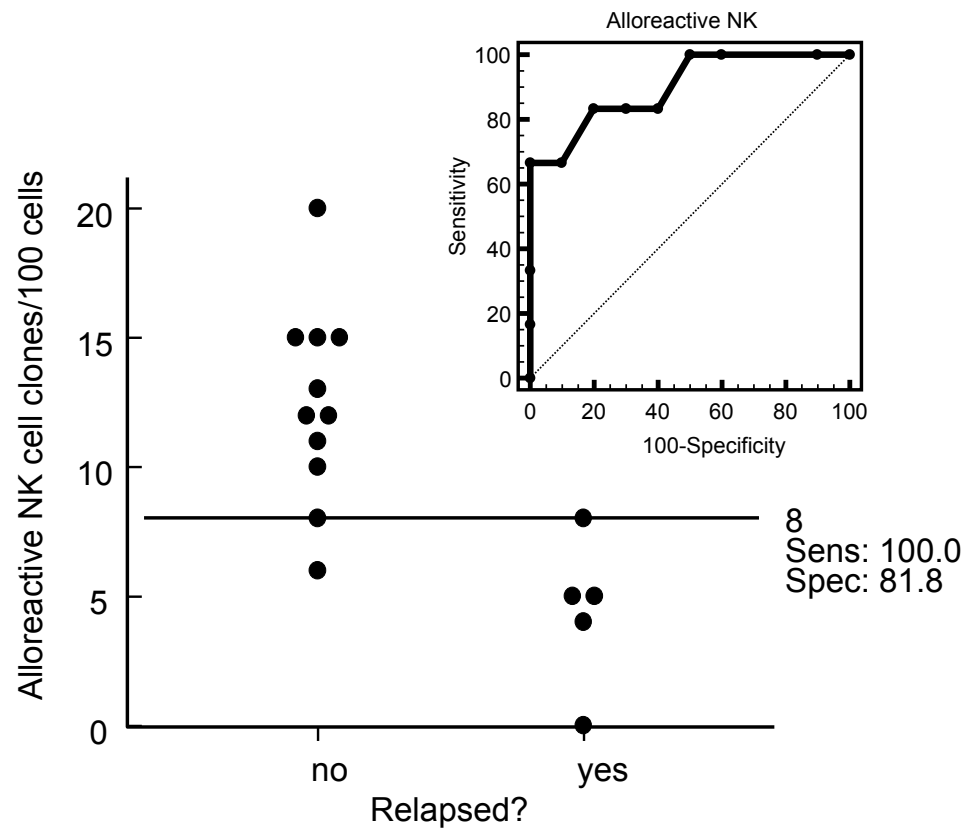 Alloreactive NK
100
80
60
40
20
0
Sensitivity
0 20 40 60 80 100
100-Specificity
Alloreactive NK cell clones/100 cells
20
15
10
5
0
8
Sens: 100.0
Spec: 81.8
no yes
Relapsed?